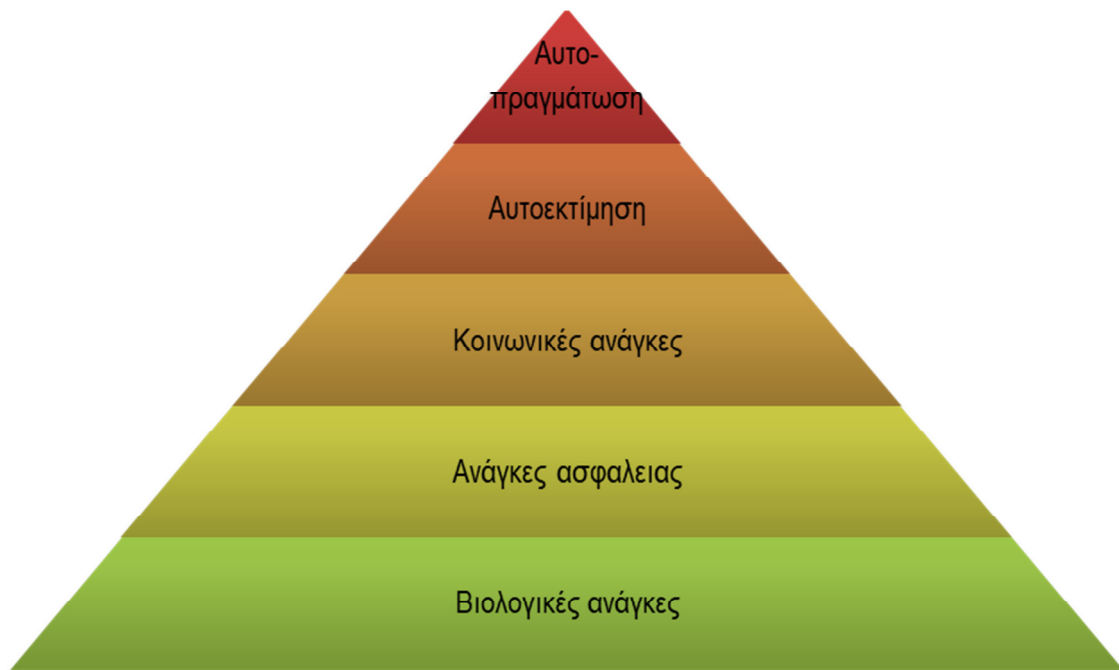 Αυτο-
πραγμάτωση
Αυτοεκτίμηση
Κοινωνικές ανάγκες
Ανάγκες ασφαλειας
Βιολογικές ανάγκες